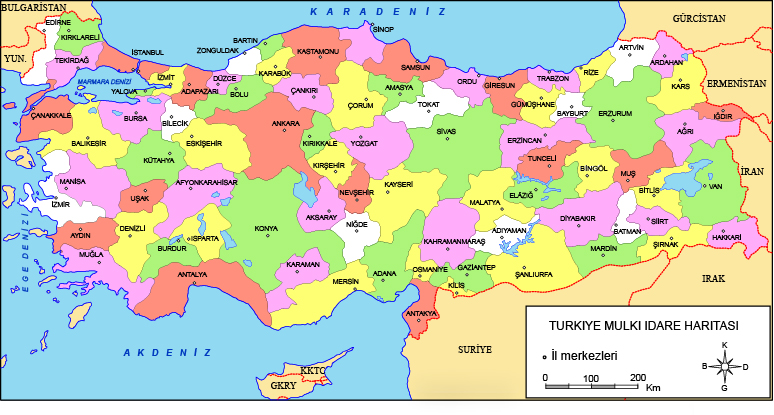 BULGARİSTAN
K A R A D E N İ Z
GÜRCİSTAN
EDİRNE
KIRKLARELİ
YUN.
TEKİRDAĞ
İSTANBUL
MARMARA DENİZİ
YALOVA
İZMİT
ADAPAZARI
DÜZCE
ZONGULDAK
BARTIN
KARABÜK
BOLU
KASTAMONU
SİNOP
ÇANKIRI
SAMSUN
ÇORUM
AMASYA
TOKAT
ORDU
GİRESUN
TRABZON
GÜMÜŞHANE
BAYBURT
RİZE
ARTVİN
ARDAHAN
KARS
ERMENİSTAN
IĞDIR
AĞRI
ERZURUM
ERZİNCAN
SİVAS
YOZGAT
KIRIKKALE
ANKARA
KIRŞEHİR
ESKİŞEHİR
BİLECİK
BURSA
ÇANAKKALE
BALIKESİR
KÜTAHYA
MANİSA
İZMİR
UŞAK
AFYONKARAHİSAR
AYDIN
DENİZLİ
MUĞLA
BURDUR
ISPARTA
ANTALYA
KONYA
AKSARAY
NEVŞEHİR
NİĞDE
KAYSERİ
KARAMAN
MERSİN
ADANA
OSMANİYE
ANTAKYA
KAHRAMANMARAŞ
GAZİANTEP
KİLİS
MALATYA
ADIYAMAN
ŞANLIURFA
ELÂZIĞ
TUNCELİ
BİNGÖL
MUŞ
BİTLİS
VAN
DİYABAKIR
BATMAN
SİİRT
MARDİN
ŞIRNAK
HAKKARİ
İRAN
IRAK
SURİYE
EGE DENİZİ
A K D E N İ Z
KKTC
GKRY
TURKIYE MULKI IDARE HARITASI
İl merkezleri
0 100 200
Km
K
B D
G